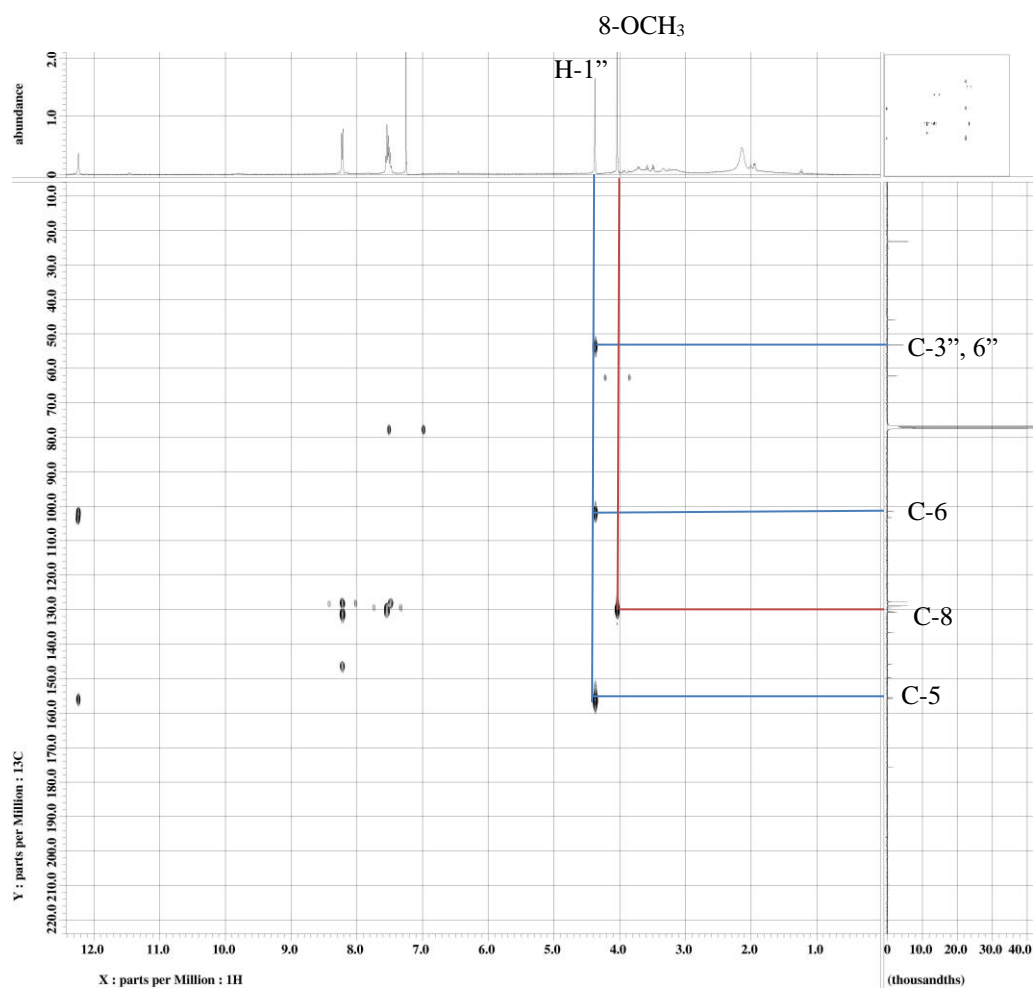 8-OCH₃
H-1”
abundance
2.0
1.0
0
10.0
20.0
30.0
40.0
50.0
60.0
70.0
80.0
90.0
100.0
110.0
120.0
130.0
140.0
150.0
160.0
170.0
180.0
190.0
200.0
210.0
220.0
Y : parts per Million : 13C
C-3”, 6”
C-6
C-8
C-5
12.0 11.0 10.0 9.0 8.0 7.0 6.0 5.0 4.0 3.0 2.0 1.0
0 10.0 20.0 30.0 40.0
X : parts per Million : 1H
(thousandths)